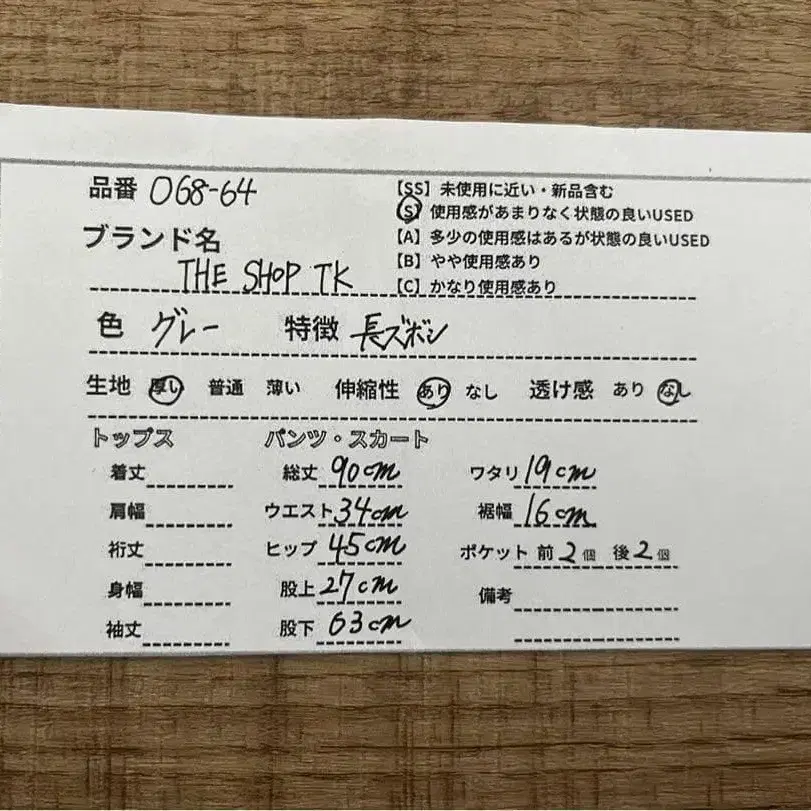 品番 068-64
【SS】未使用に近い・新品含む
【S】使用感があまりなく状態の良いUSED
ブランド名
【A】多少の使用感はあるが状態の良いUSED
【B】やや使用感あり
THE SHOP TK
【C】かなり使用感あり
色 グレー 特徴 長ズボン
生地 厚い 普通 薄い 伸縮性 あり なし 透け感 あり なし
トップス パンツ・スカート
着丈 総丈 90cm ワタリ 19cm
肩幅 ウエスト 34cm 裾幅 16cm
裄丈 ヒップ 45cm ポケット 前 2 個 後 2 個
身幅 股上 27cm 備考
袖丈 股下 63cm